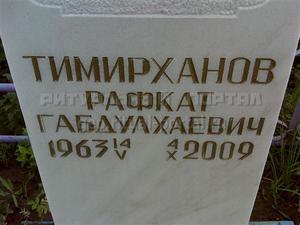 ТИМИРХАНОВ
РАФКАТ
ГАБДУЛХАЕВИЧ
1963 14/V 4/X 2009